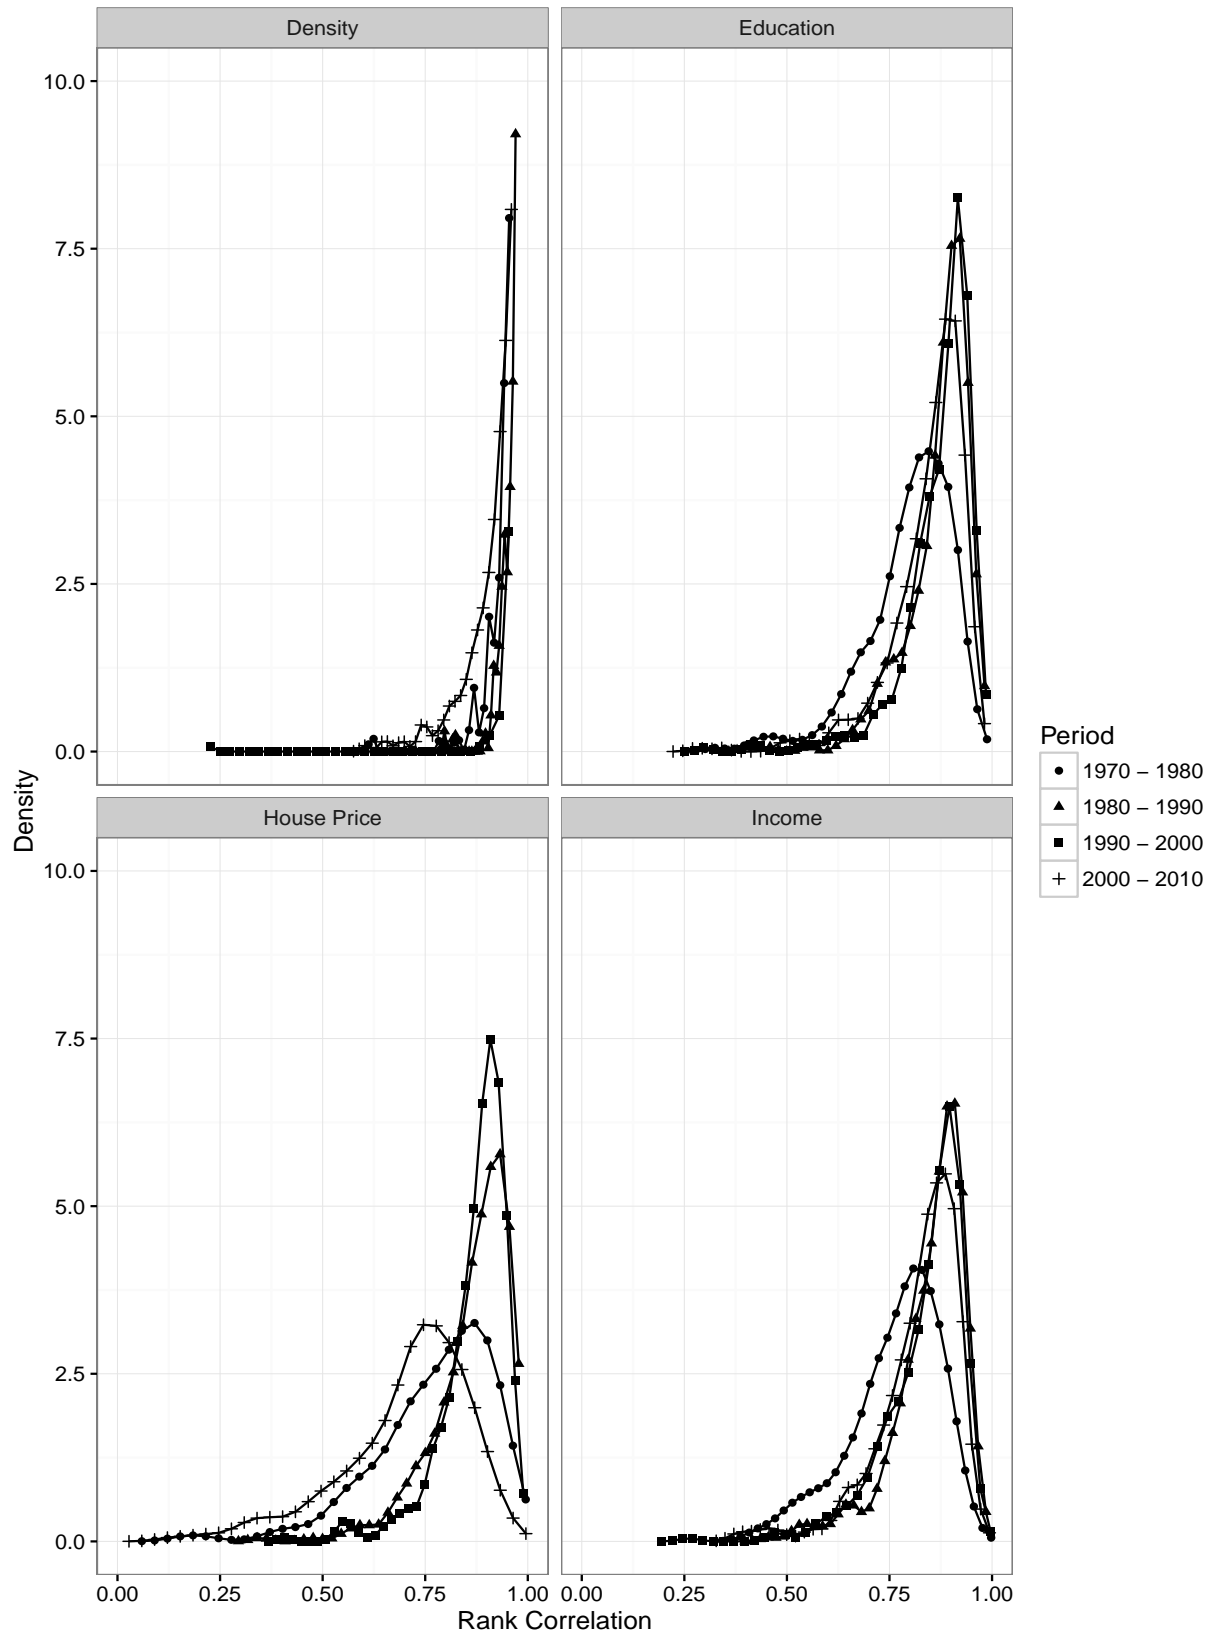 Density Education
10.0
7.5
5.0
2.5
0.0
House Price Income
10.0
7.5
5.0
2.5
0.0
0.00 0.25 0.50 0.75 1.00 0.00 0.25 0.50 0.75 1.00
Rank Correlation
Density
Period
1970 – 1980
1980 – 1990
1990 – 2000
2000 – 2010